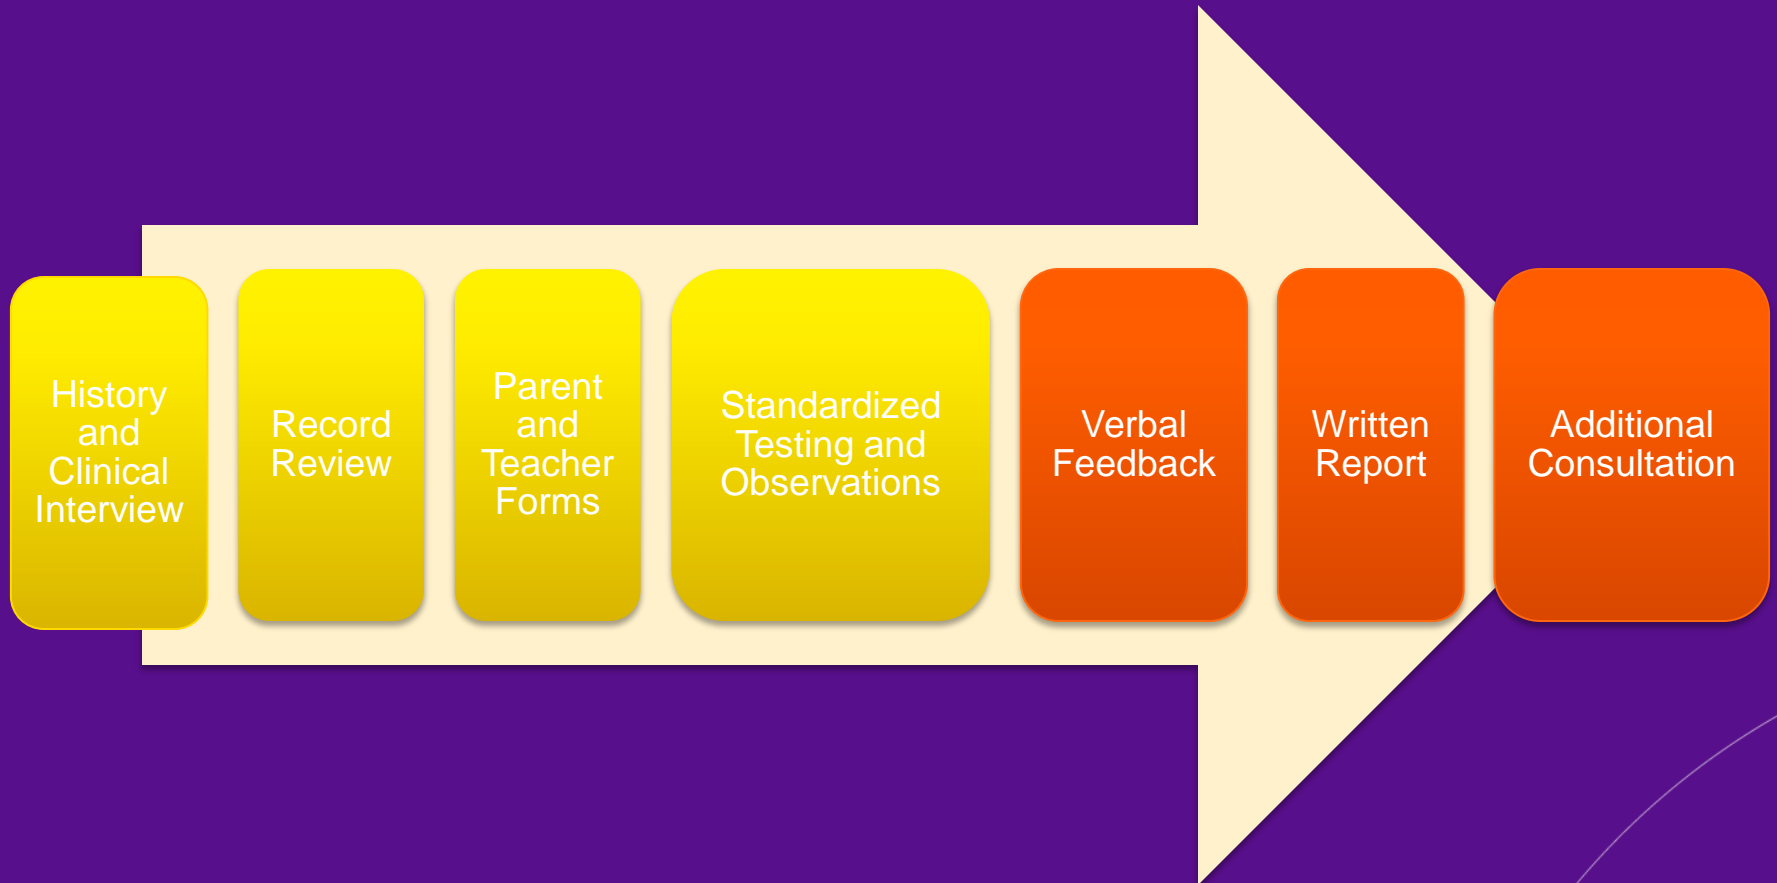 History
and
Clinical
Interview
Record
Review
Parent
and
Teacher
Forms
Standardized
Testing and
Observations
Verbal
Feedback
Written
Report
Additional
Consultation